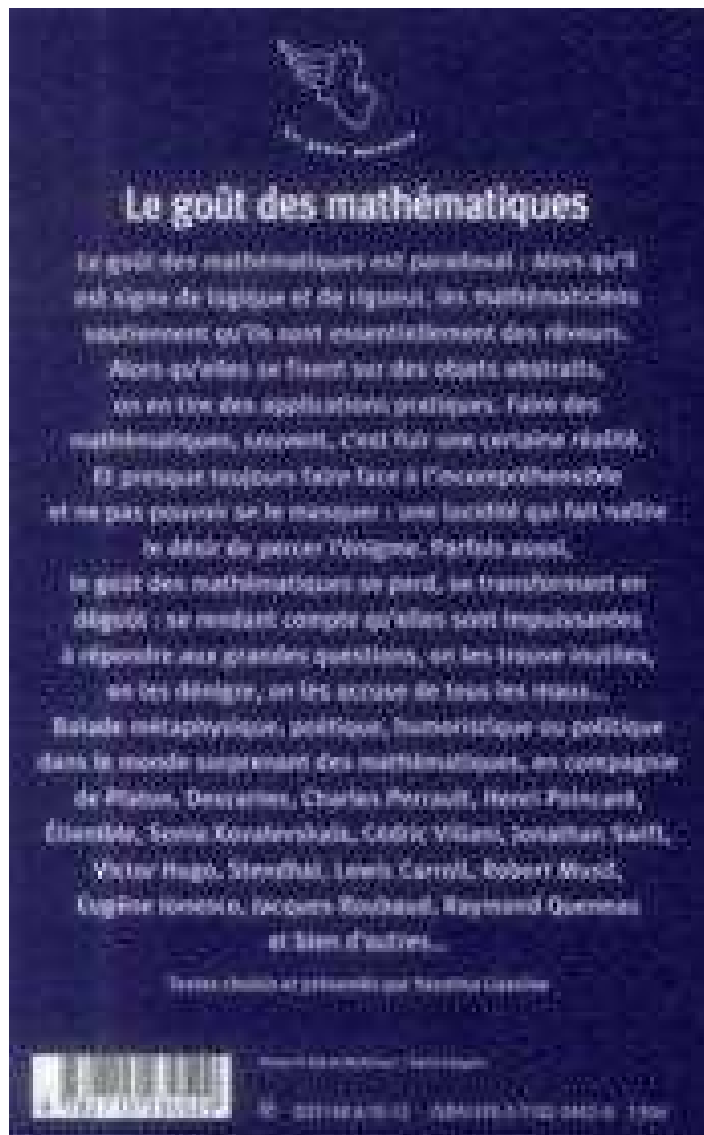 Le goût des mathématiques
Le goût des mathématiques est paradoxal : Alors qu'il
est signe de logique et de rigueur, les mathématiciens
soutiennent qu'ils sont essentiellement des rêveurs.
Alors qu'elles se fixent sur des objets abstraits,
on en tire des applications pratiques. Faire des
mathématiques, souvent, c'est fuir une certaine réalité.
Et presque toujours faire face à l'incompréhensible
et ne pas pouvoir se le masquer : une lucidité qui fait naître
le désir de percer l'énigme. Parfois aussi,
le goût des mathématiques se perd, se transformant en
dégoût : se rendant compte qu'elles sont impuissantes
à répondre aux grandes questions, on les trouve inutiles,
on les dénigre, on les accuse de tous les maux...
Balade métaphysique, poétique, humoristique ou politique
dans le monde surprenant des mathématiques, en compagnie
de Platon, Descartes, Charles Perrault, Henri Poincaré,
Étiemble, Sonia Kovalevskaïa, Cédric Villani, Jonathan Swift,
Victor Hugo, Stendhal, Lewis Carroll, Robert Musil,
Eugène Ionesco, Jacques Roubaud, Raymond Queneau
et bien d'autres...
Textes choisis et présentés par